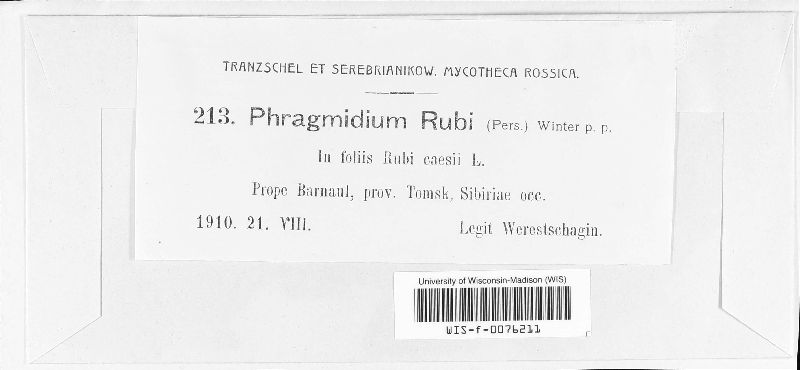 TRANZSCHEL ET SEREBRIANIKOW. MYCOTHECA ROSSICA.
213. Phragmidium Rubi (Pers.) Winter p. p.
In foliis Rubi caesii L.
Prope Barnaul, prov. Tomsk, Sibiriae occ.
1910. 21. VIII. Legit Werestschagin.
University of Wisconsin-Madison (WIS)
WIS-f-0076211